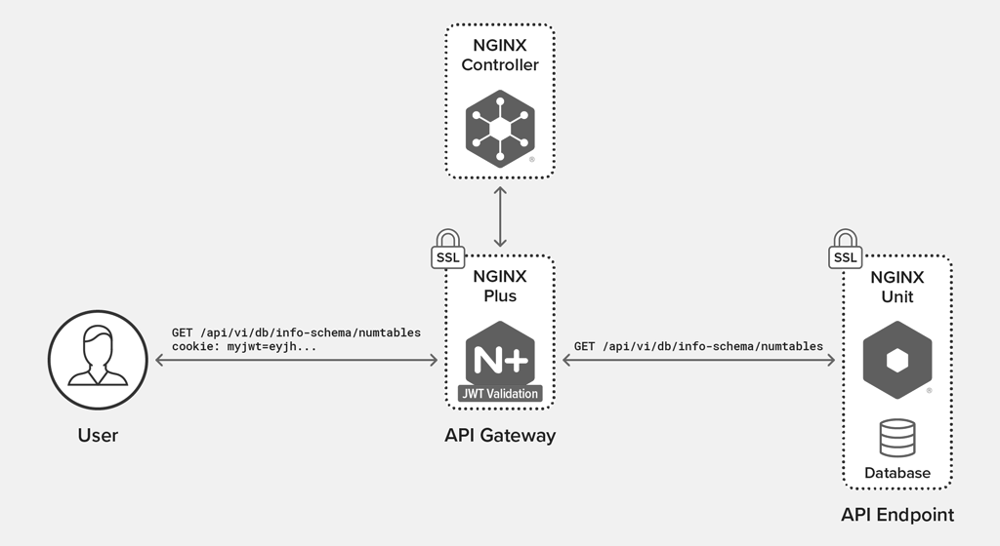 NGINX
Controller
®
SSL
NGINX
Plus
N+
JWT Validation
API Gateway
SSL
NGINX
Unit
®
Database
API Endpoint
GET /api/vi/db/info-schema/numtables
cookie: myjwt=eyjh...
GET /api/vi/db/info-schema/numtables
User